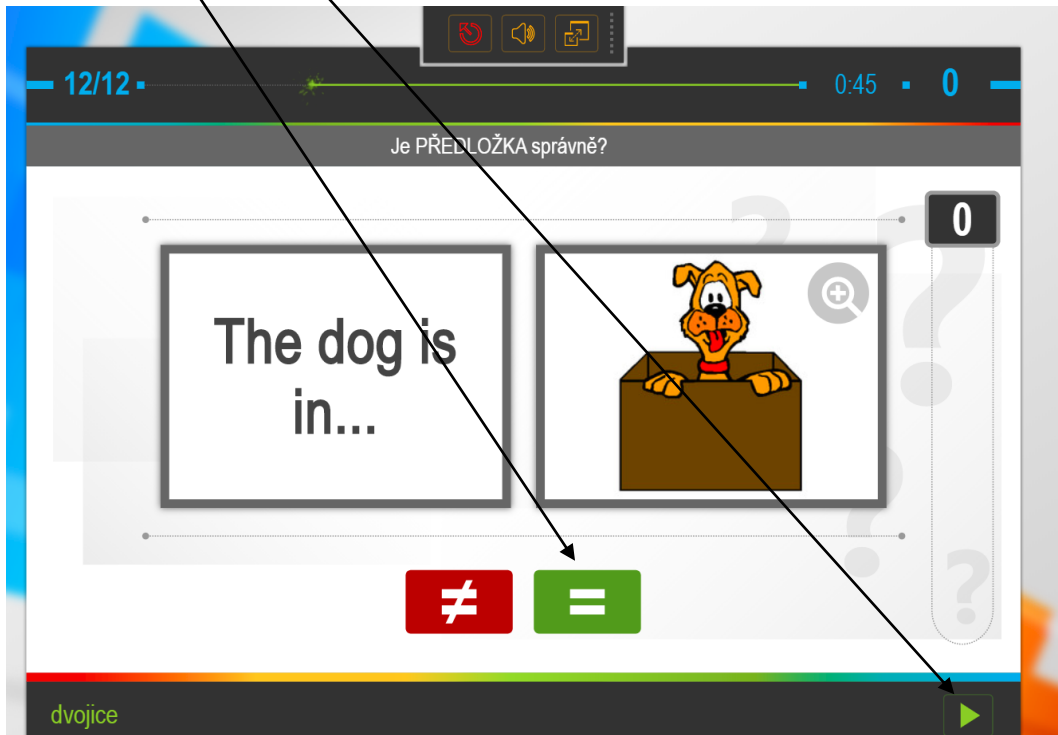 12/12
0:45
0
Je PŘEDLOŽKA správně?
0
The dog is
in...
≠
=
dvojice